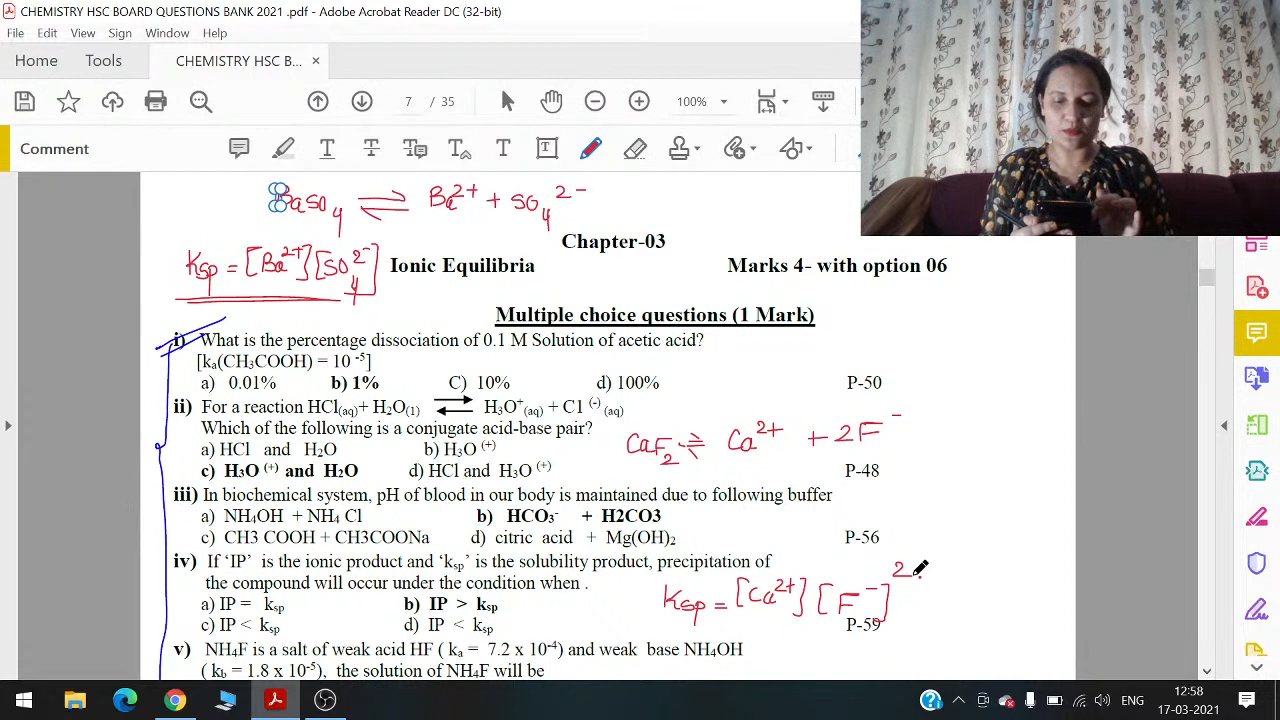 CHEMISTRY HSC BOARD QUESTIONS BANK 2021 .pdf - Adobe Acrobat Reader DC (32-bit)
File Edit View Sign Window Help
Home Tools CHEMISTRY HSC B... ×
7 / 35 100%
Comment
BaSO4 ⇌ Ba2+ + SO4 2-
Chapter-03
Ksp = [Ba2+][SO4 2-]
Ionic Equilibria Marks 4- with option 06
Multiple choice questions (1 Mark)
i) What is the percentage dissociation of 0.1 M Solution of acetic acid?
[ka(CH3COOH) = 10 -5]
a) 0.01% b) 1% C) 10% d) 100% P-50
ii) For a reaction HCl(aq)+ H2O(1) ⇌ H3O+(aq) + C1 (-) (aq)
Which of the following is a conjugate acid-base pair?
CaF2 ⇌ Ca2+ + 2F-
a) HCl and H2O b) H3O (+)
c) H3O (+) and H2O d) HCl and H3O (+) P-48
iii) In biochemical system, pH of blood in our body is maintained due to following buffer
a) NH4OH + NH4 Cl b) HCO3- + H2CO3
c) CH3 COOH + CH3COONa d) citric acid + Mg(OH)2 P-56
iv) If ‘IP’ is the ionic product and ‘ksp’ is the solubility product, precipitation of
the compound will occur under the condition when .
Ksp = [Ca2+] [F-]2
a) IP = ksp b) IP > ksp
c) IP < ksp d) IP < ksp P-59
v) NH4F is a salt of weak acid HF ( ka = 7.2 x 10-4) and weak base NH4OH
( kb = 1.8 x 10-5), the solution of NH4F will be
ENG 12:58
17-03-2021